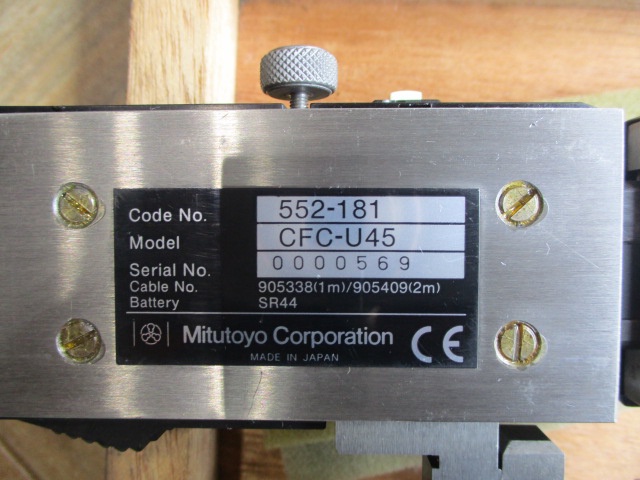 Code No. 552-181
Model CFC-U45
Serial No. 0000569
Cable No. 905338(1m)/905409(2m)
Battery SR44
Mitutoyo Corporation CE
MADE IN JAPAN